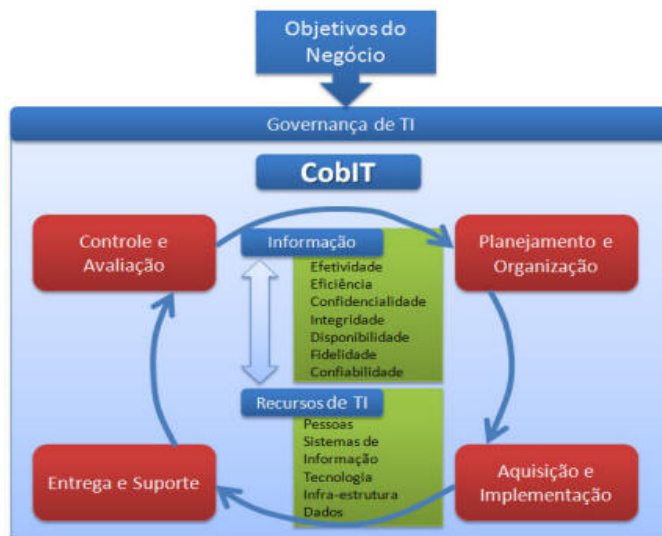 Objetivos do
Negócio
Governança de TI
CobIT
Controle e
Avaliação
Informação
Efetividade
Eficiência
Confidencialidade
Integridade
Disponibilidade
Fidelidade
Confiabilidade
Planejamento e
Organização
Recursos de TI
Pessoas
Sistemas de
Informação
Tecnologia
Infra-estrutura
Dados
Entrega e Suporte
Aquisição e
Implementação